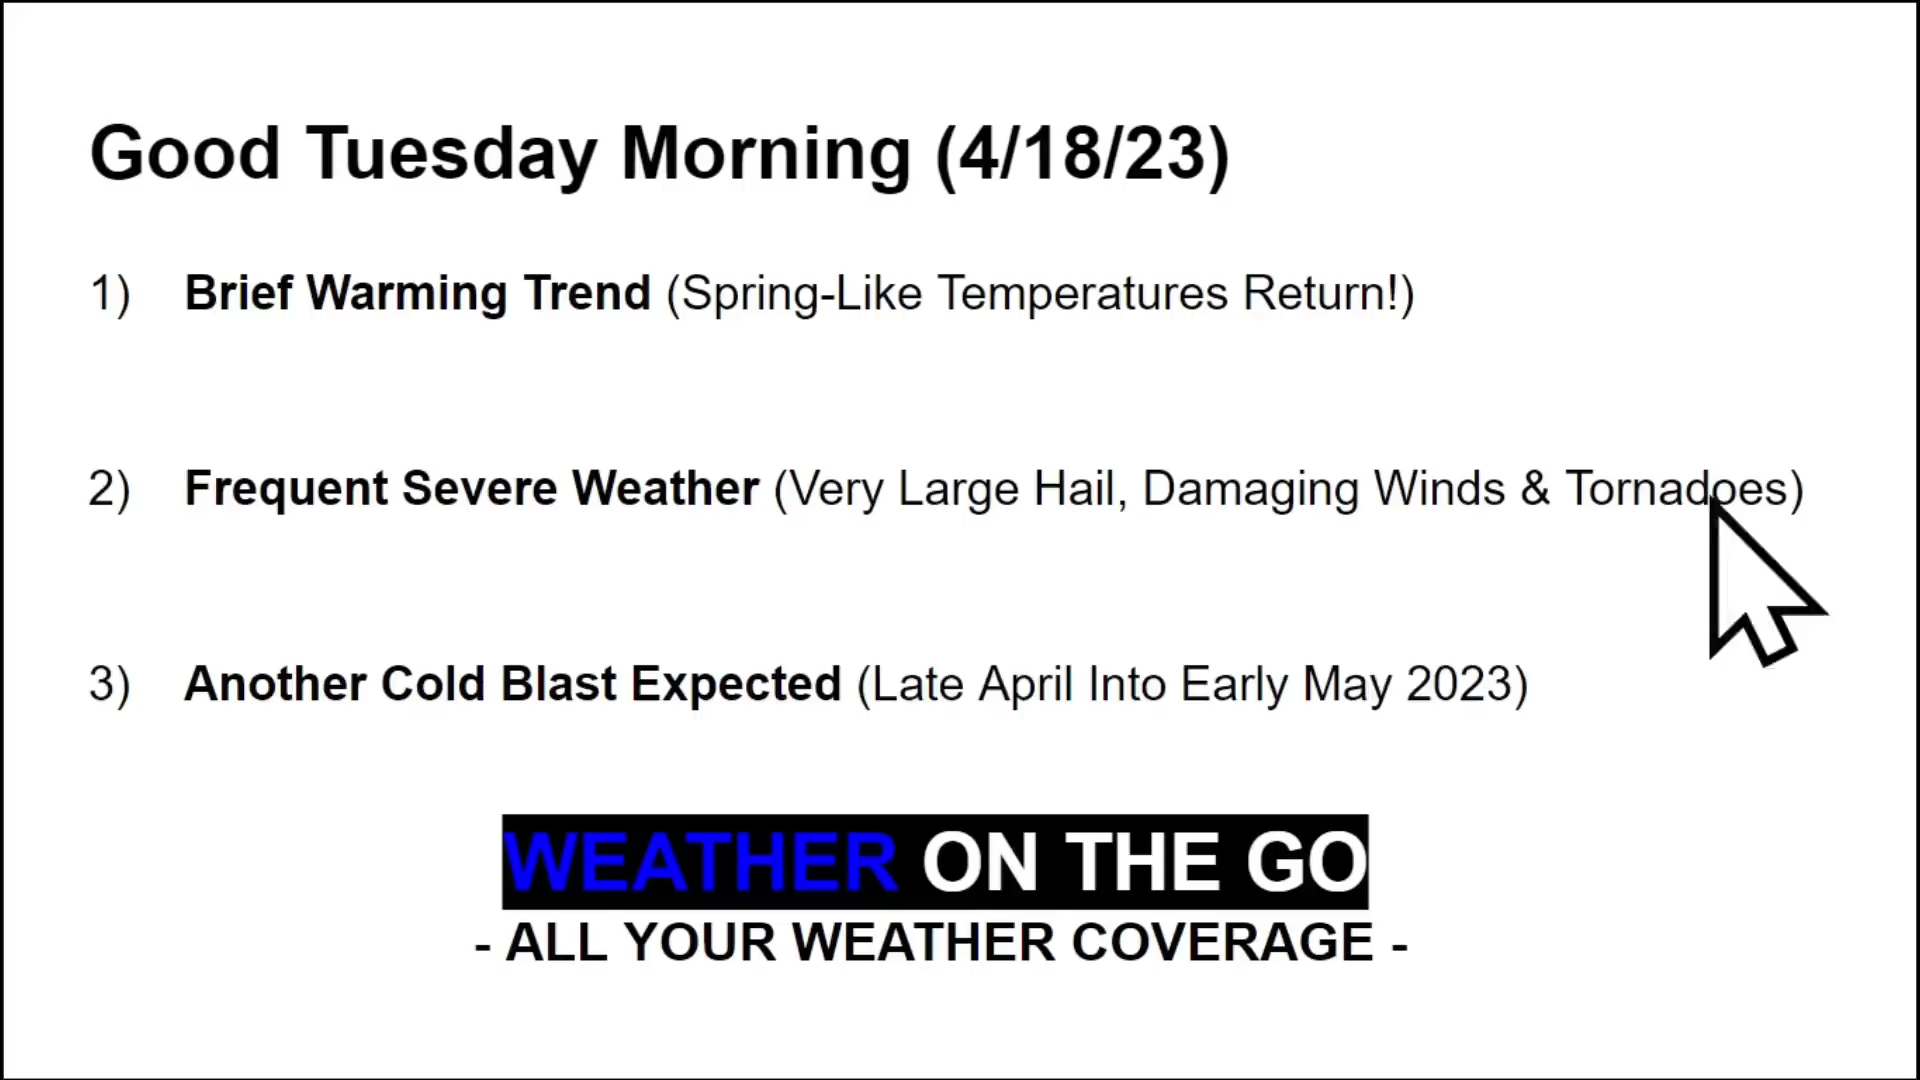 Good Tuesday Morning (4/18/23)
1) Brief Warming Trend (Spring-Like Temperatures Return!)
2) Frequent Severe Weather (Very Large Hail, Damaging Winds & Tornadoes)
3) Another Cold Blast Expected (Late April Into Early May 2023)
WEATHER ON THE GO
- ALL YOUR WEATHER COVERAGE -